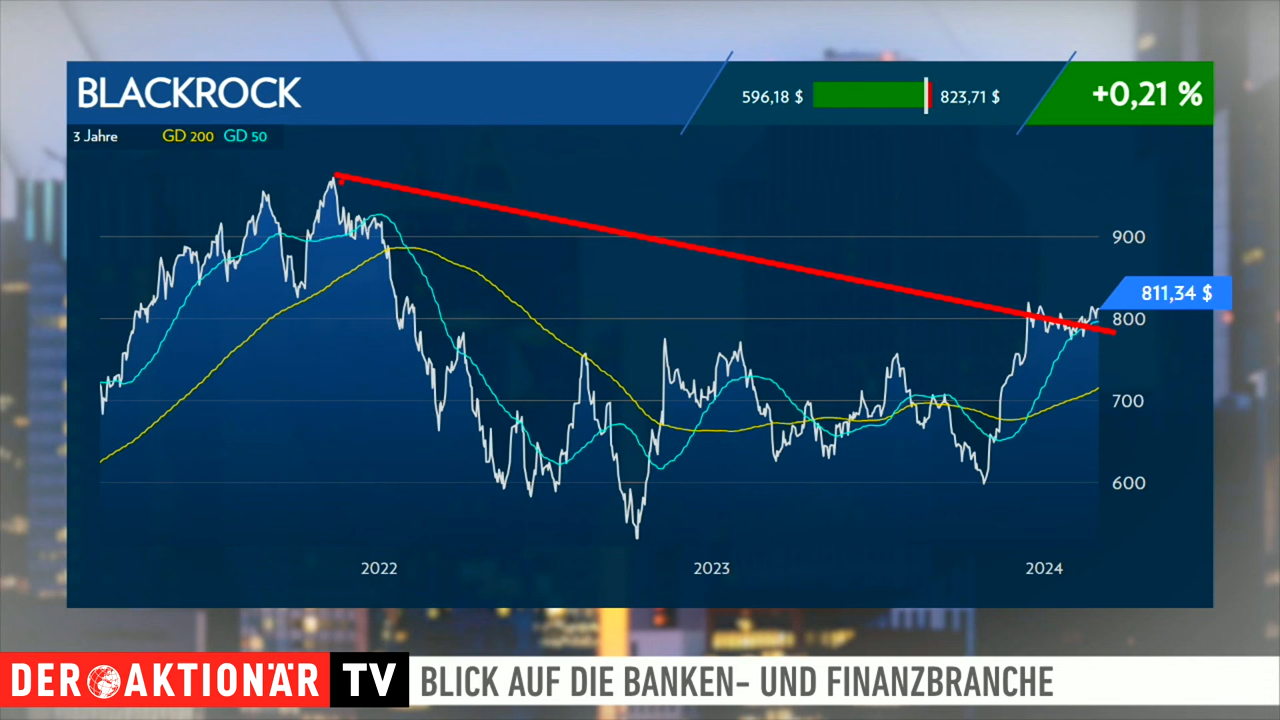 BLACKROCK
596,18 $ 823,71 $
+0,21 %
3 Jahre GD 200 GD 50
900
811,34 $
800
700
600
2022 2023 2024
DER AKTIONÄR TV BLICK AUF DIE BANKEN- UND FINANZBRANCHE